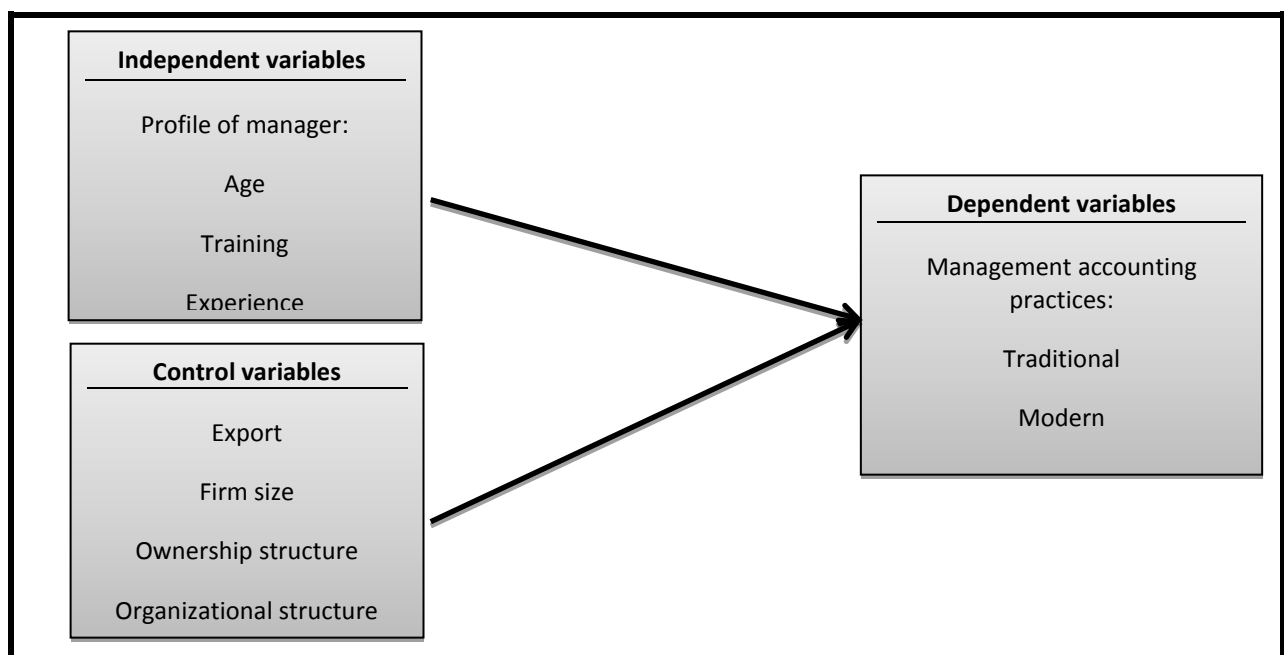 Independent variables
Profile of manager:
Age
Training
Experience
Control variables
Export
Firm size
Ownership structure
Organizational structure
Dependent variables
Management accounting
practices:
Traditional
Modern